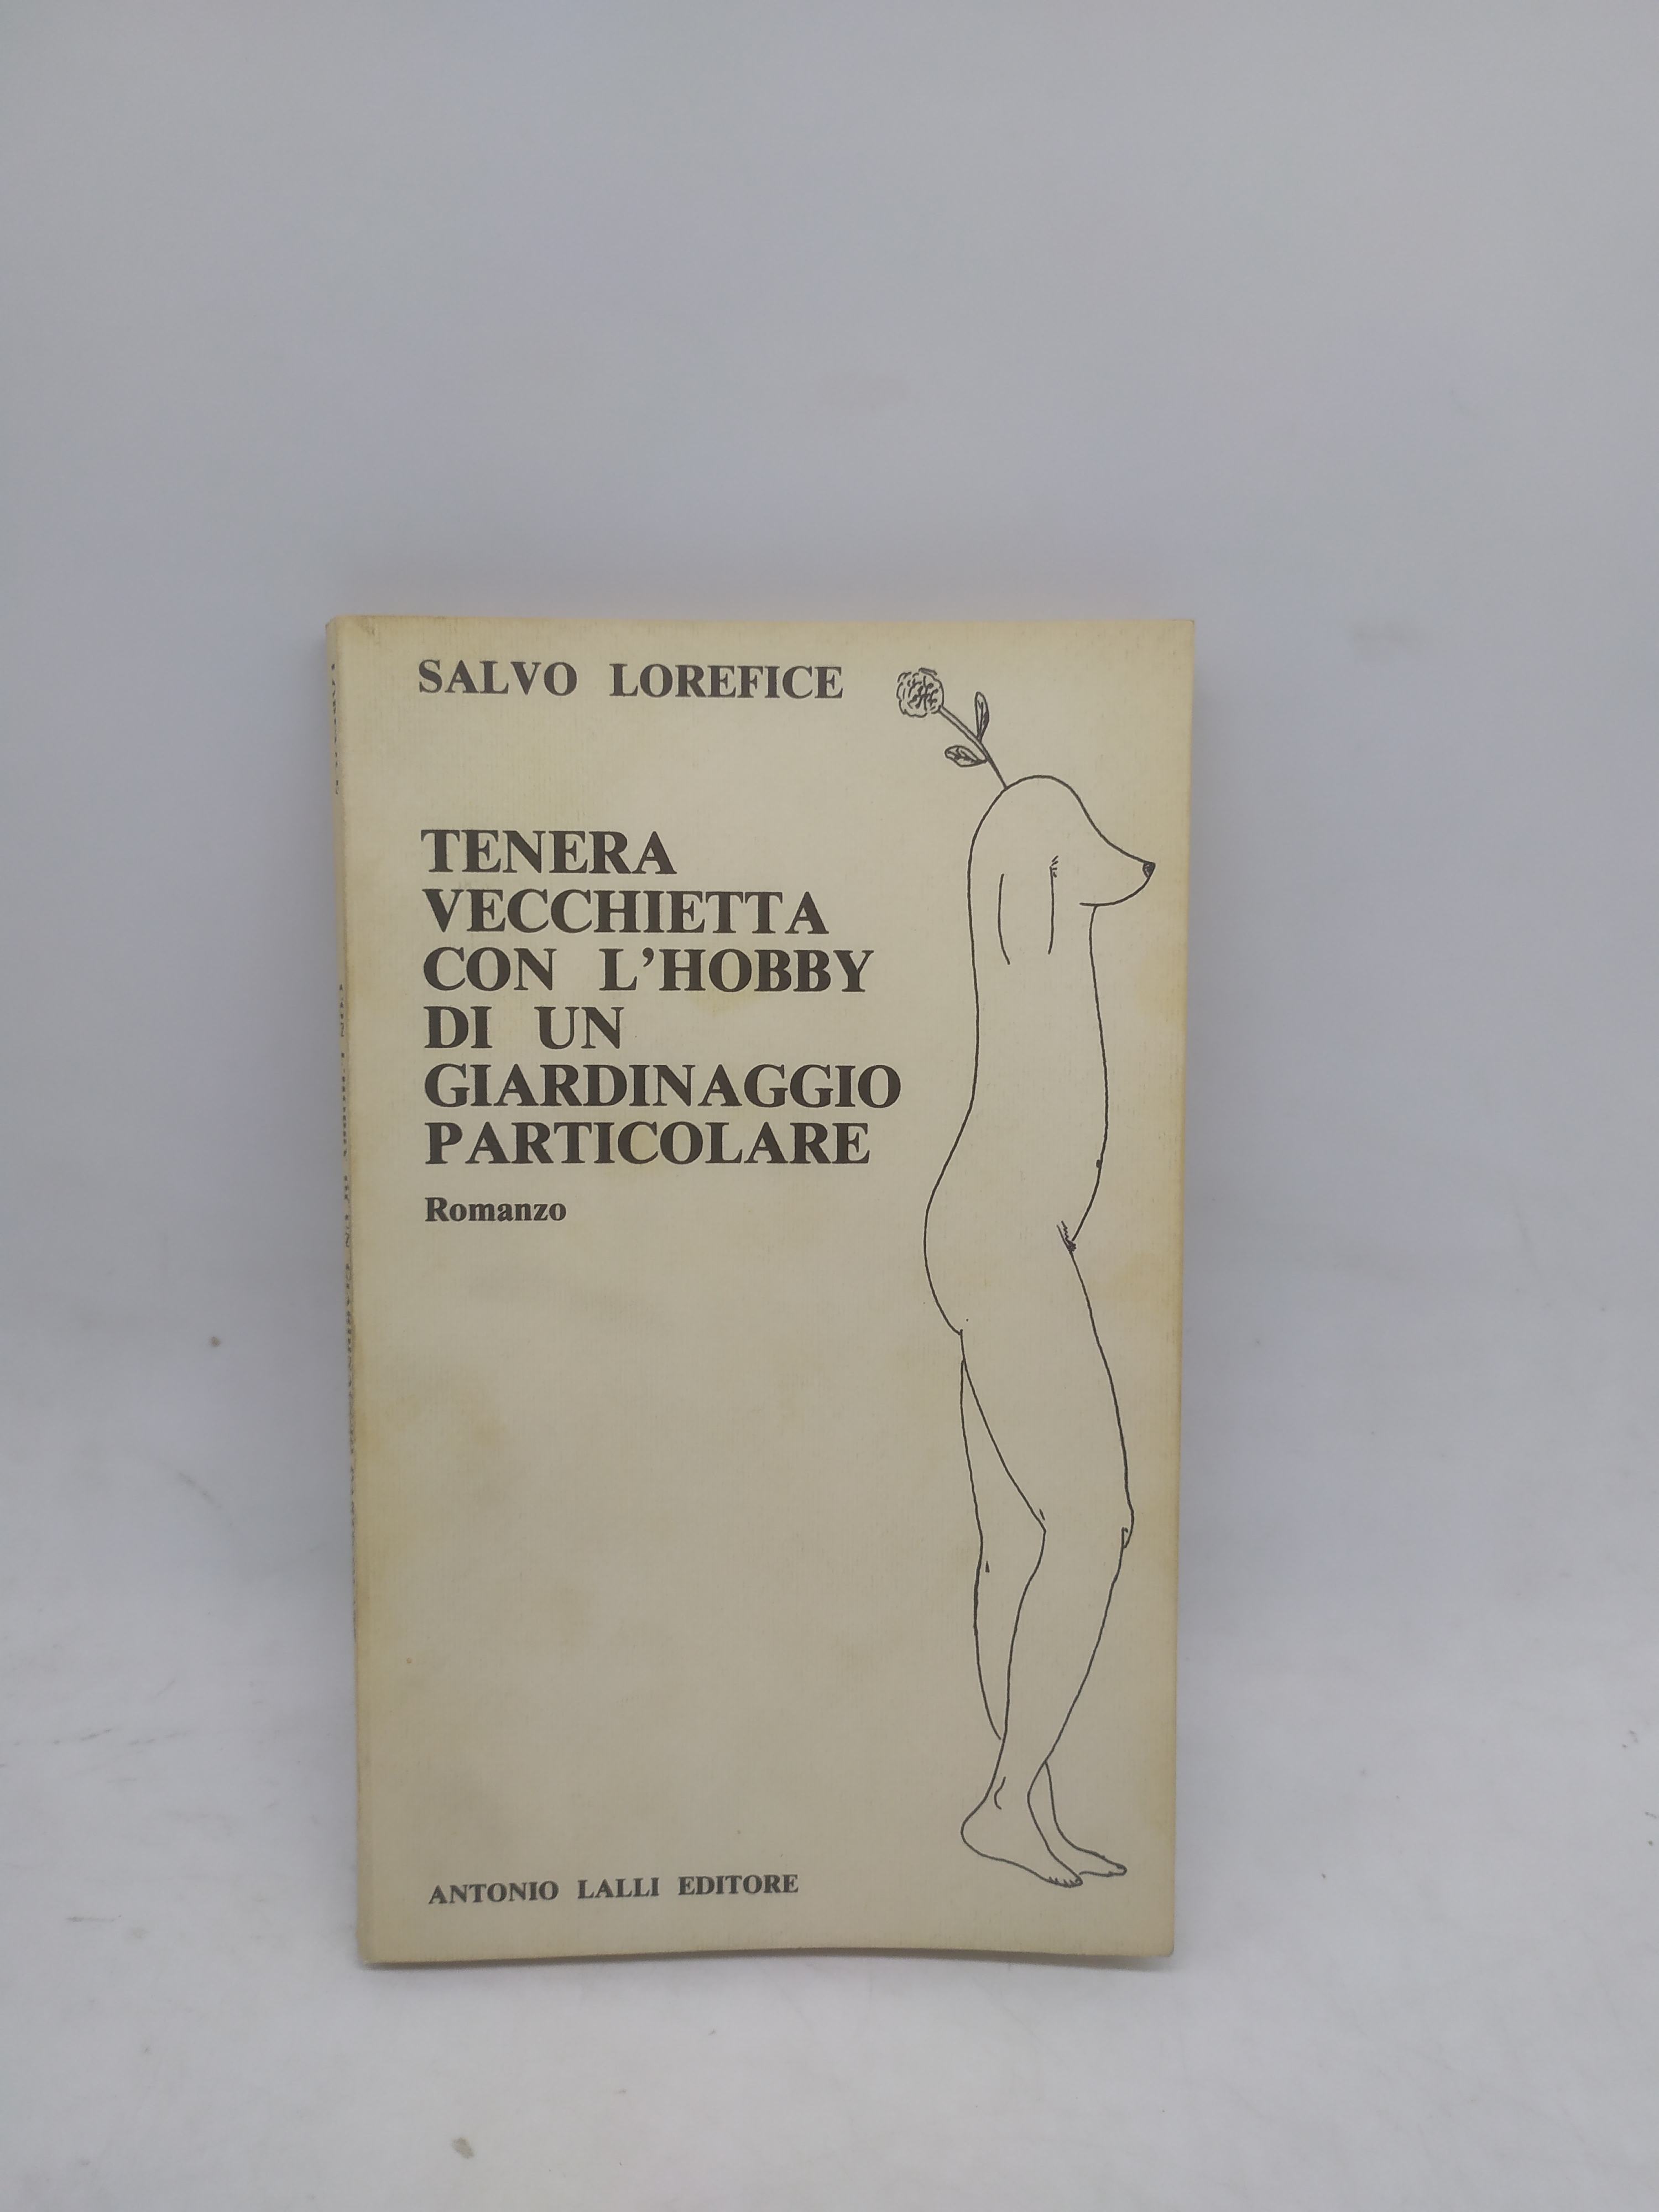 SALVO LOREFICE
TENERA
VECCHIETTA
CON L'HOBBY
DI UN
GIARDINAGGIO
PARTICOLARE
Romanzo
ANTONIO LALLI EDITORE